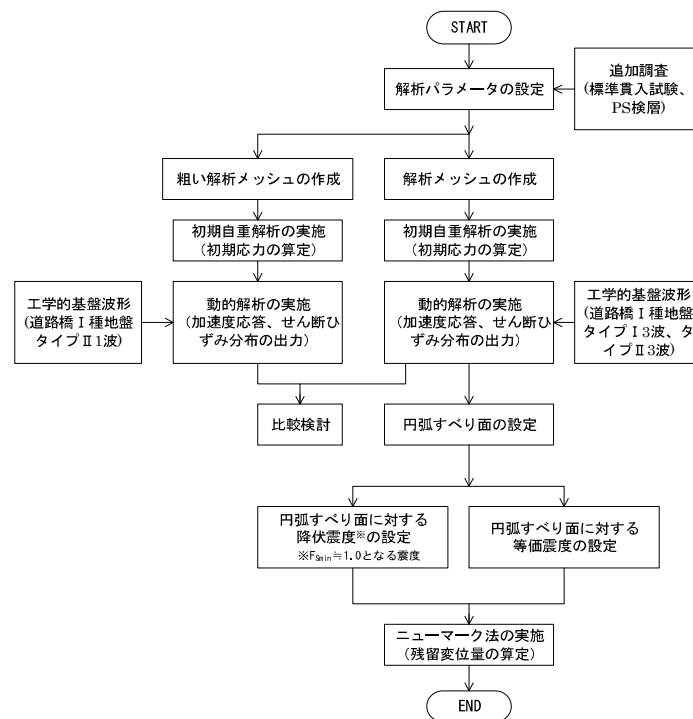 START
解析パラメータの設定
追加調査
(標準貫入試験、
PS検層)
粗い解析メッシュの作成
解析メッシュの作成
初期自重解析の実施
(初期応力の算定)
初期自重解析の実施
(初期応力の算定)
工学的基盤波形
(道路橋Ⅰ種地盤
タイプⅡ1波)
動的解析の実施
(加速度応答、せん断ひ
ずみ分布の出力)
動的解析の実施
(加速度応答、せん断ひ
ずみ分布の出力)
工学的基盤波形
(道路橋Ⅰ種地盤
タイプⅠ3波、タ
イプⅡ3波)
比較検討
円弧すべり面の設定
円弧すべり面に対する
降伏震度※の設定
※FSmin≒1.0となる震度
円弧すべり面に対する
等価震度の設定
ニューマーク法の実施
(残留変位量の算定)
END